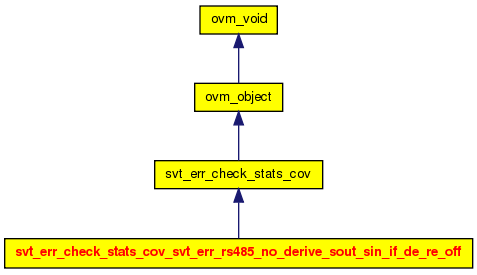 ovm_void
ovm_object
svt_err_check_stats_cov
svt_err_check_stats_cov_svt_err_rs485_no_derive_sout_sin_if_de_re_off